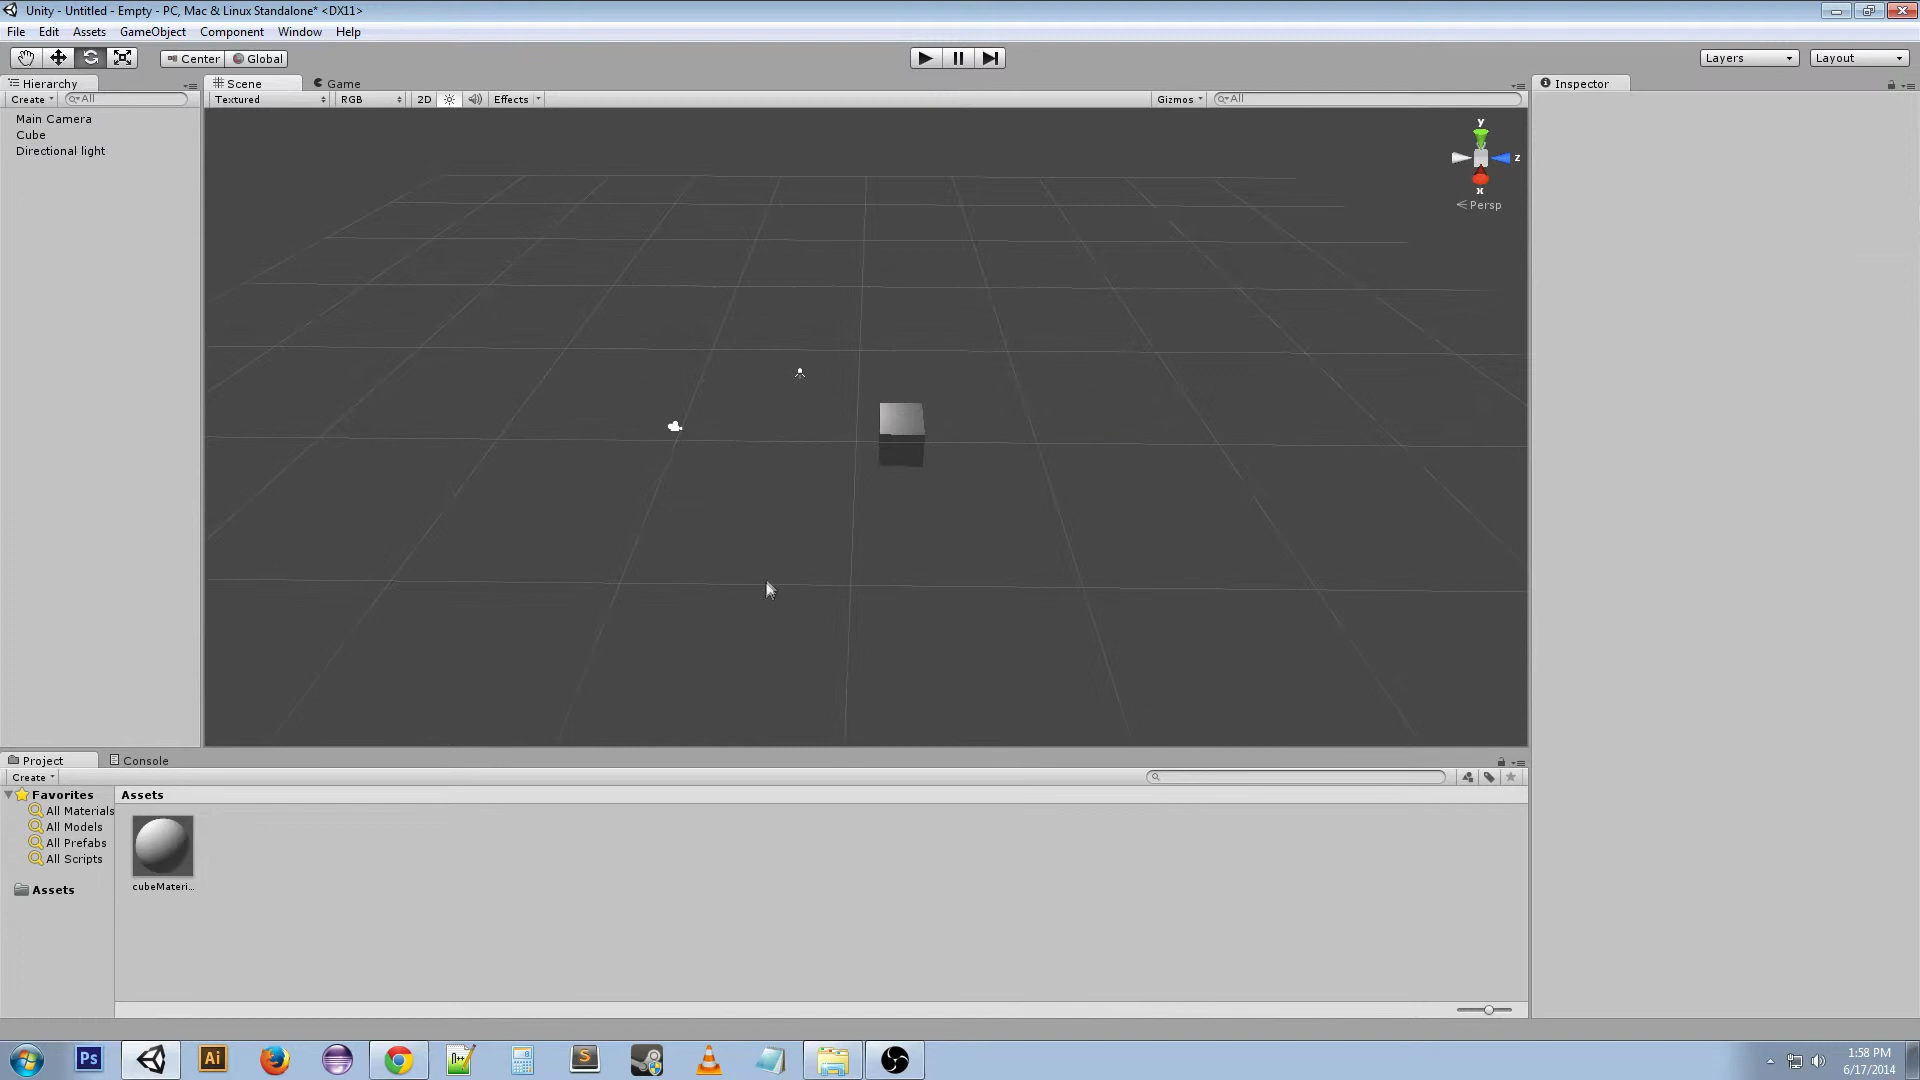 Unity - Untitled - Empty - PC, Mac & Linux Standalone* <DX11>
File Edit Assets GameObject Component Window Help
Center Global Layers Layout
Hierarchy Scene Game Inspector
Create All Textured RGB 2D Effects Gizmos All
Main Camera
Cube
Directional light
y
z
x
Persp
Project Console
Create
Favorites Assets
All Materials
All Models
All Prefabs
All Scripts
cubeMateri...
Assets
Ps Ai n++ S
1:58 PM
6/17/2014